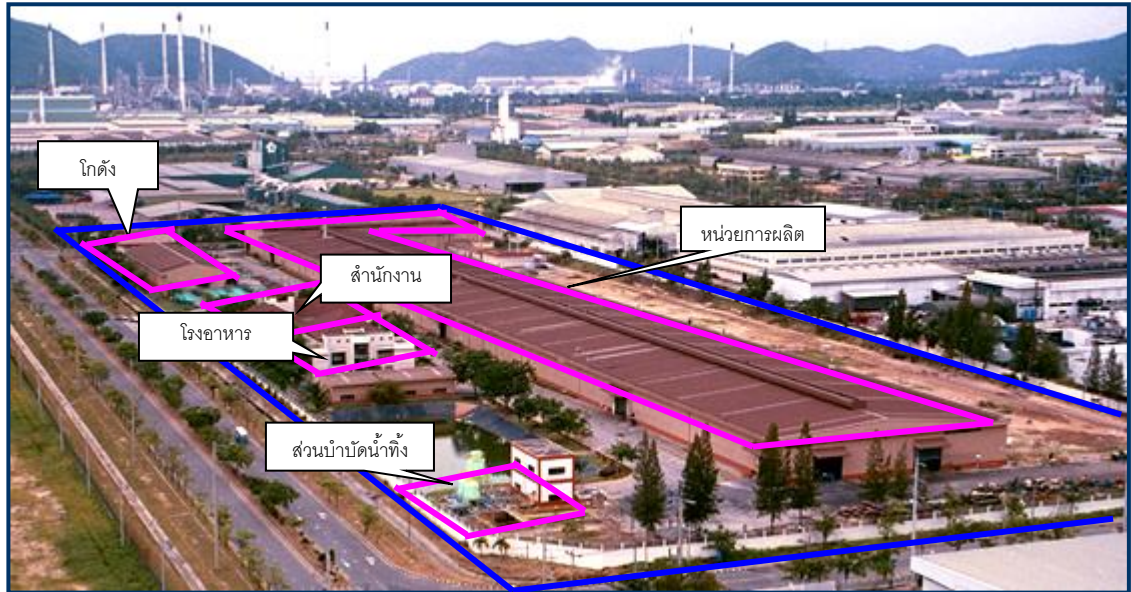 โกดัง
หน่วยการผลิต
สำนักงาน
โรงอาหาร
ส่วนบำบัดน้ำทิ้ง